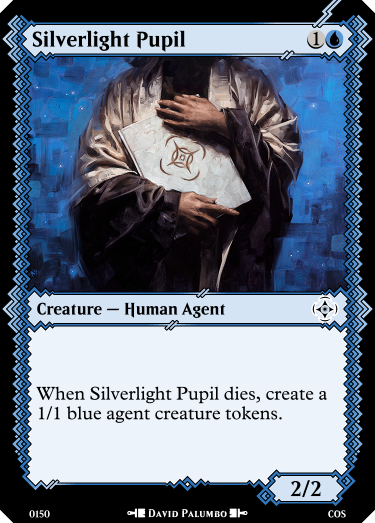 Silverlight Pupil 1
Creature — Human Agent
When Silverlight Pupil dies, create a
1/1 blue agent creature tokens.
2/2
0150 David Palumbo COS